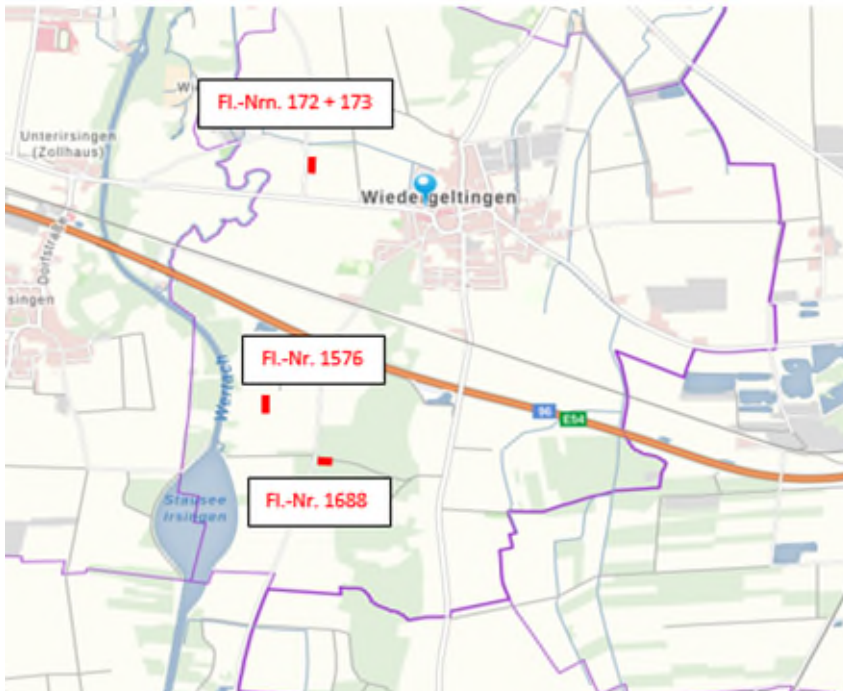 Fl.-Nrn. 172 + 173
Unterirsingen
(Zollhaus)
Wiedergeltingen
Dorfstraße
singen
Fl.-Nr. 1576
Wertach
96
E54
Fl.-Nr. 1688
Stausee
Irsingen